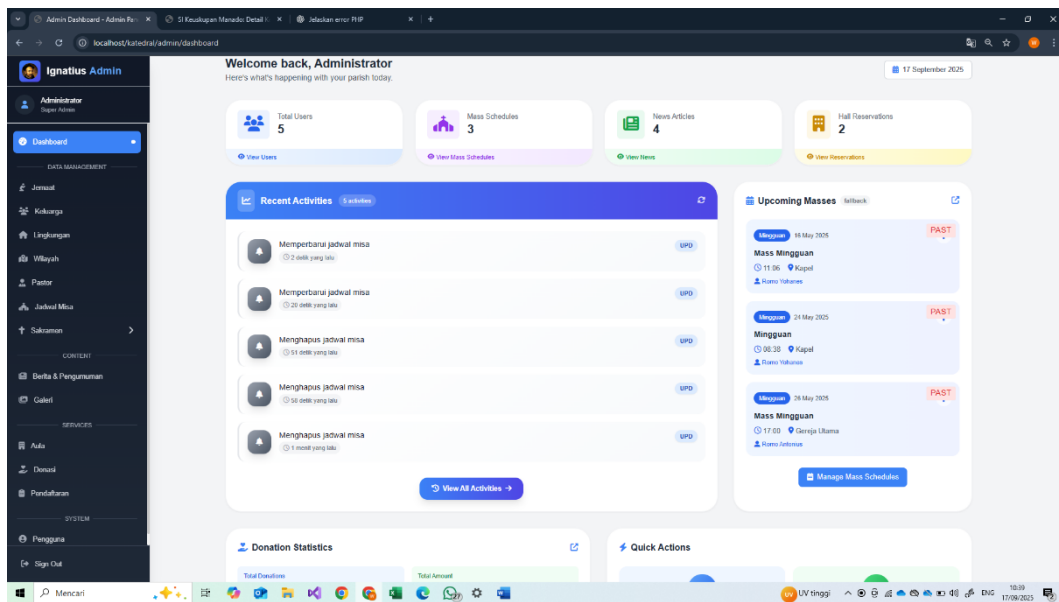 Admin Dashboard - Admin Pan
SI Keuskupan Manado: Detail K
Jelaskan error PHP
localhost/katedral/admin/dashboard
Ignatius Admin
Administrator
Super Admin
Dashboard
DATA MANAGEMENT
Jemaat
Keluarga
Lingkungan
Wilayah
Pastor
Jadwal Misa
Sakramen
CONTENT
Berita & Pengumuman
Galeri
SERVICES
Aula
Donasi
Pendaftaran
SYSTEM
Pengguna
Sign Out
Welcome back, Administrator
Here's what's happening with your parish today.
17 September 2025
Total Users
5
View Users
Mass Schedules
3
View Mass Schedules
News Articles
4
View News
Hall Reservations
2
View Reservations
Recent Activities 5 activities
Memperbarui jadwal misa
2 detik yang lalu
UPD
Memperbarui jadwal misa
20 detik yang lalu
UPD
Menghapus jadwal misa
51 detik yang lalu
UPD
Menghapus jadwal misa
58 detik yang lalu
UPD
Menghapus jadwal misa
1 menit yang lalu
UPD
View All Activities
Upcoming Masses fallback
Mingguan 16 May 2025
PAST
Mass Mingguan
11:06 Kapel
Romo Yohanes
Mingguan 24 May 2025
PAST
Mingguan
08:38 Kapel
Romo Yohanes
Mingguan 26 May 2025
PAST
Mass Mingguan
17:00 Gereja Utama
Romo Antonius
Manage Mass Schedules
Donation Statistics
Total Donations
Total Amount
Quick Actions
Mencari
UV tinggi
ENG
10:39
17/09/2025